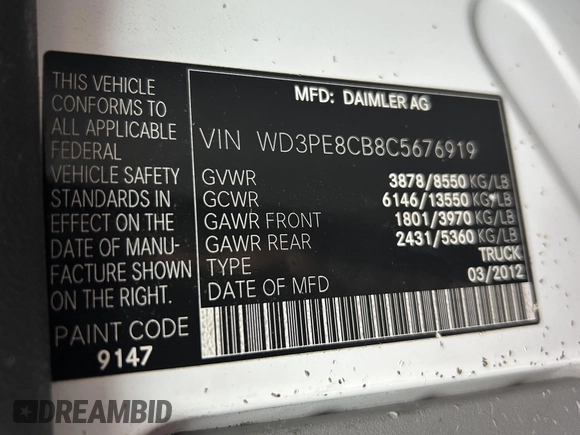 THIS VEHICLE
CONFORMS TO
ALL APPLICABLE
FEDERAL
VEHICLE SAFETY
STANDARDS IN
EFFECT ON THE
DATE OF MANU-
FACTURE SHOWN
ON THE RIGHT.
PAINT CODE
9147
MFD: DAIMLER AG
VIN WD3PE8CB8C5676919
GVWR 3878/8550 KG/LB
GCWR 6146/13550 KG/LB
GAWR FRONT 1801/3970 KG/LB
GAWR REAR 2431/5360 KG/LB
TYPE TRUCK
DATE OF MFD 03/2012
DREAMBID